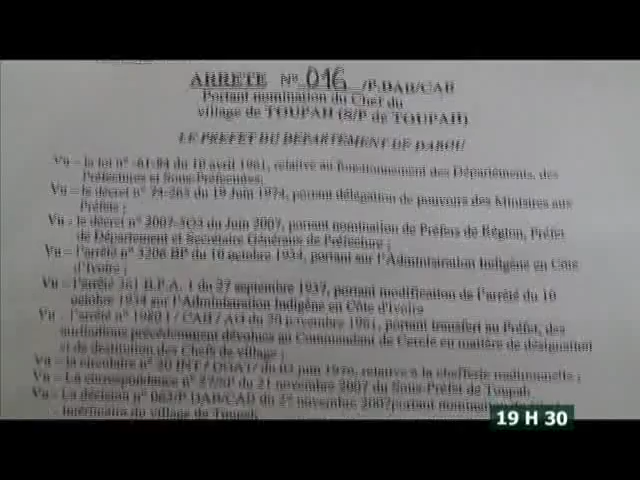 ARRETE N° 016 /P.DAB/CAB
Portant nomination du Chef du
village de TOUPAH (S/P de TOUPAH)
LE PREFET DU DEPARTEMENT DE DABOU
Vu – la loi n° 61-84 du 10 avril 1961, relative au fonctionnement des Départements, des
Préfectures et Sous-Préfectures;
Vu – le décret n° 74-263 du 19 Juin 1974, portant délégation de pouvoirs des Ministres aux
Préfets ;
Vu - le décret n° 2007-503 du Juin 2007, portant nomination de Préfets de Région, Préfet
de Département et Secrétaire Généraux de Préfecture ;
Vu – l'arrêté n° 3206 BP du 10 octobre 1934, portant sur l'Administration Indigène en Côte
d'Ivoire ;
Vu – l'arrêté 361 B.P.A. 1 du 27 septembre 1937, portant modification de l'arrêté du 10
octobre 1934 sur l'Administration Indigène en Côte d'Ivoire
Vu - l'arrêté n° 1980 / CAB / AG du 20 novembre 1961, portant transfert au Préfet, des
attributions précédemment dévolues au Commandant de Cercle en matière de désignation
et de destitution des Chefs de village ;
Vu – la circulaire n° 20 INT / du 03 juin 1970, relative à la chefferie traditionnelle ;
Vu – La correspondance n° du 21 novembre 2007 du Sous-Préfet de Toupah
Vu – La décision n° 063/P DAB/CAB du 27 novembre 2007 portant nomination
intérimaire du village de Toupah
19 H 30